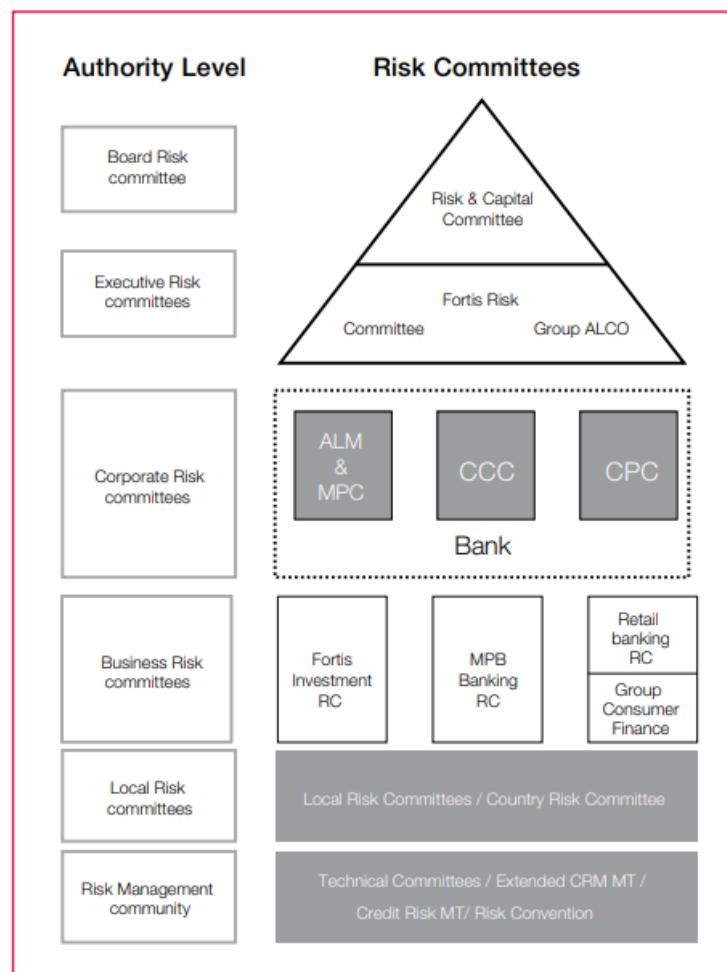 Authority Level
Risk Committees
Board Risk
committee
Risk & Capital
Committee
Executive Risk
committees
Fortis Risk
Committee
Group ALCO
Corporate Risk
committees
ALM
&
MPC
CCC
CPC
Bank
Business Risk
committees
Fortis
Investment
RC
MPB
Banking
RC
Retail
banking
RC
Group
Consumer
Finance
Local Risk
committees
Local Risk Committees / Country Risk Committee
Risk Management
community
Technical Committees / Extended CRM MT /
Credit Risk MT/ Risk Convention